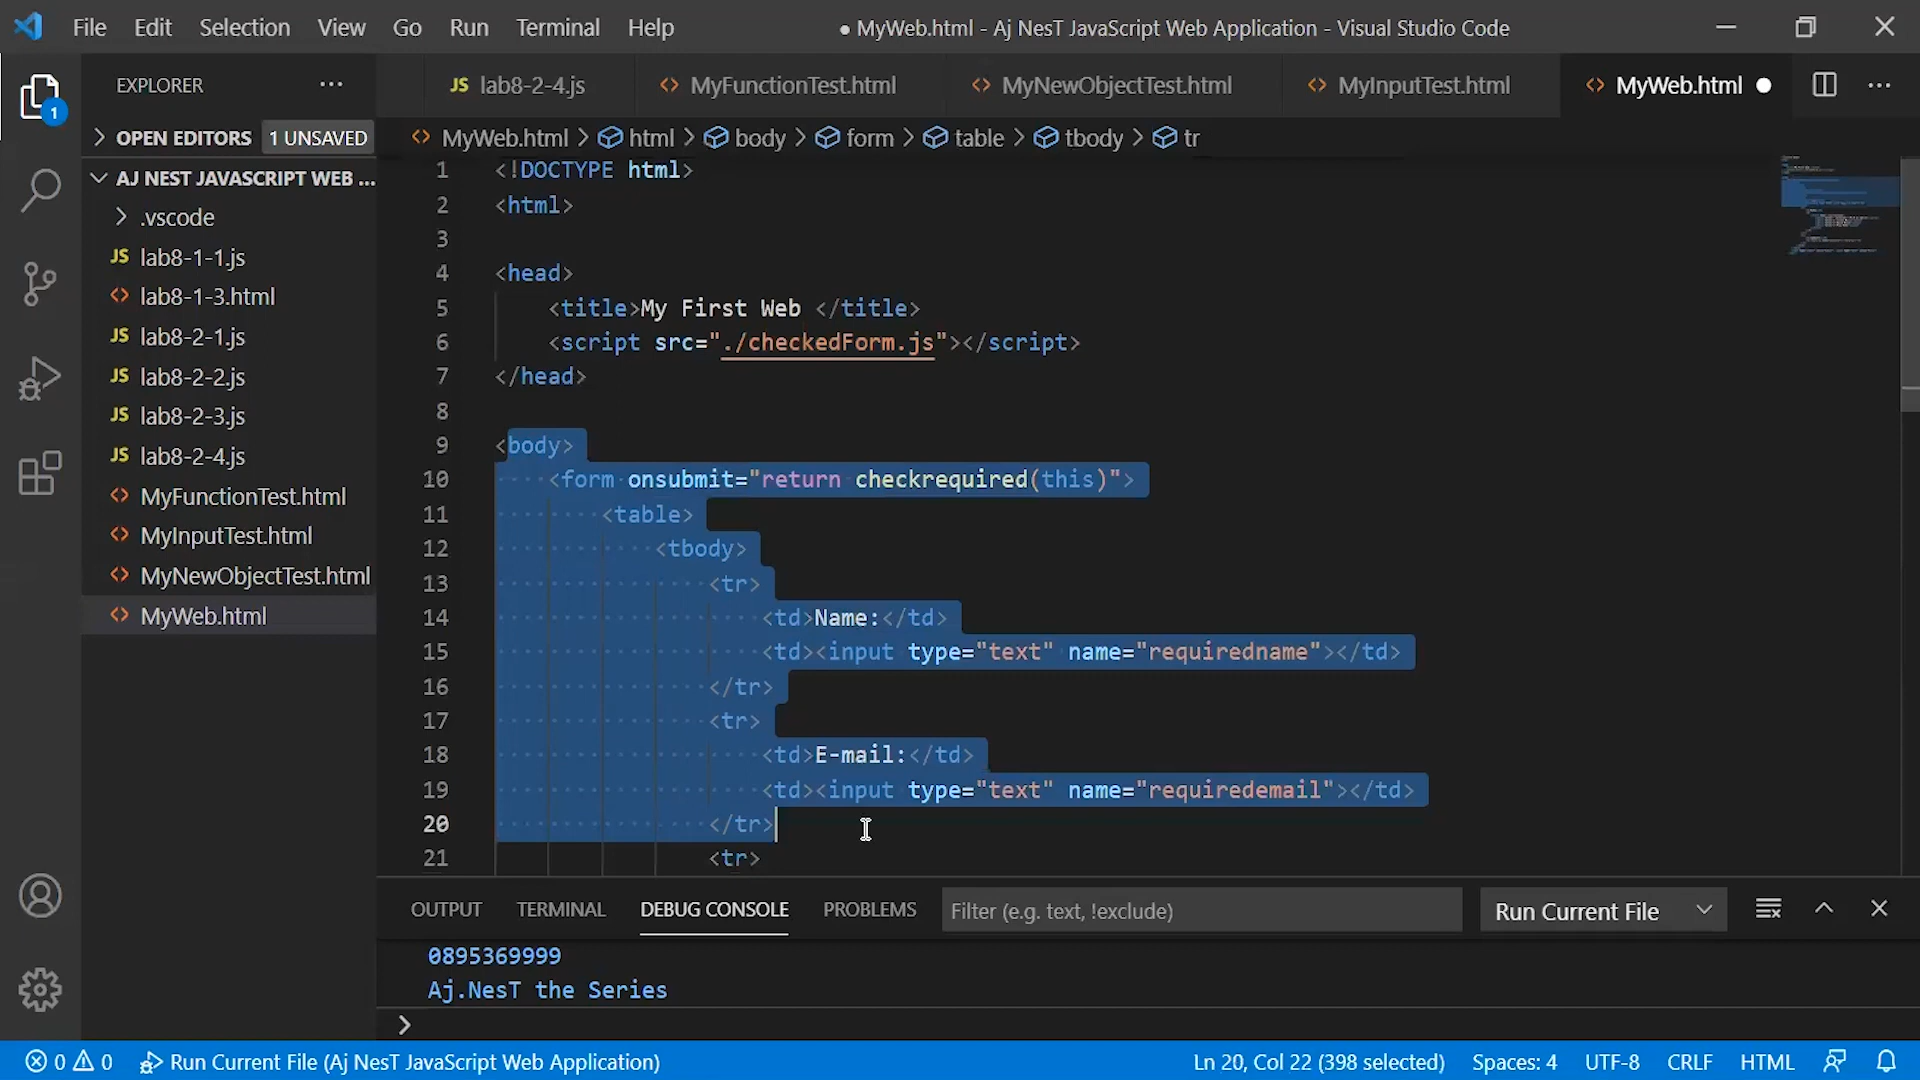 File Edit Selection View Go Run Terminal Help
● MyWeb.html - Aj NesT JavaScript Web Application - Visual Studio Code
EXPLORER ···
JS lab8-2-4.js
<> MyFunctionTest.html
<> MyNewObjectTest.html
<> MyInputTest.html
<> MyWeb.html ●
1
OPEN EDITORS 1 UNSAVED
AJ NEST JAVASCRIPT WEB ...
.vscode
JS lab8-1-1.js
<> lab8-1-3.html
JS lab8-2-1.js
JS lab8-2-2.js
JS lab8-2-3.js
JS lab8-2-4.js
<> MyFunctionTest.html
<> MyInputTest.html
<> MyNewObjectTest.html
<> MyWeb.html
<> MyWeb.html > html > body > form > table > tbody > tr
1 <!DOCTYPE html>
2 <html>
3
4 <head>
5 <title>My First Web </title>
6 <script src="./checkedForm.js"></script>
7 </head>
8
9 <body>
10 <form onsubmit="return checkrequired(this)">
11 <table>
12 <tbody>
13 <tr>
14 <td>Name:</td>
15 <td><input type="text" name="requiredname"></td>
16 </tr>
17 <tr>
18 <td>E-mail:</td>
19 <td><input type="text" name="requiredemail"></td>
20 </tr>
21 <tr>
OUTPUT TERMINAL DEBUG CONSOLE PROBLEMS Filter (e.g. text, !exclude) Run Current File
0895369999
Aj.NesT the Series
>
0 0 Run Current File (Aj NesT JavaScript Web Application) Ln 20, Col 22 (398 selected) Spaces: 4 UTF-8 CRLF HTML